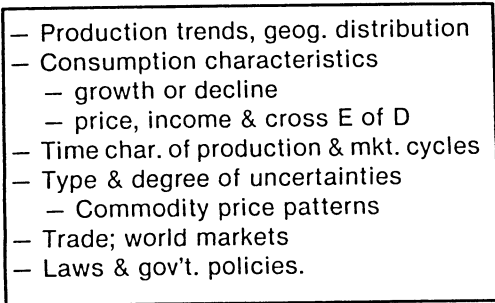 — Production trends, geog. distribution
— Consumption characteristics
— growth or decline
— price, income & cross E of D
— Time char. of production & mkt. cycles
— Type & degree of uncertainties
— Commodity price patterns
— Trade; world markets
— Laws & gov't. policies.